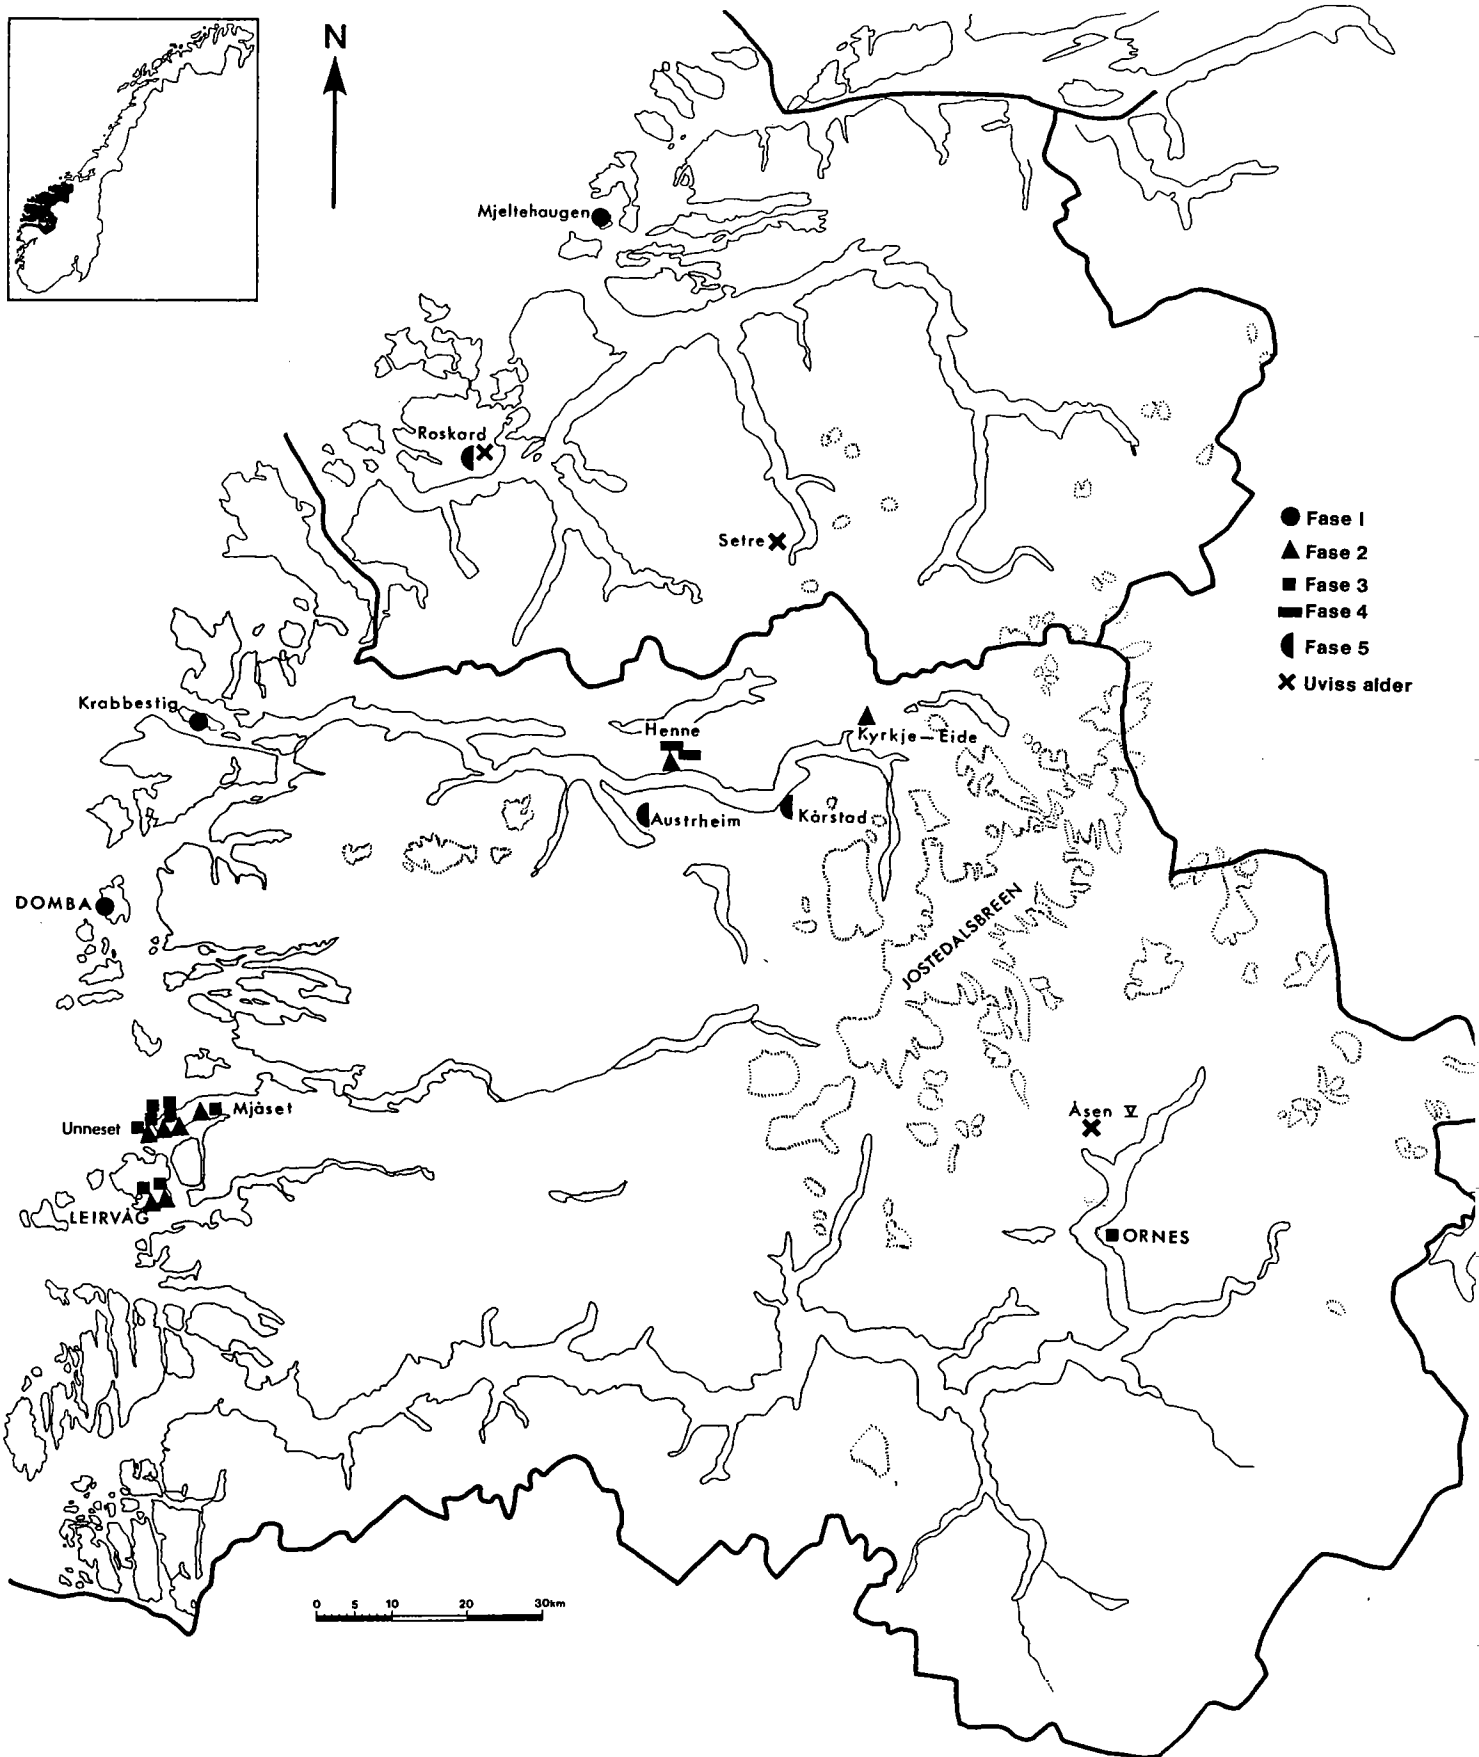 N
Mjeltehaugen
Roskard
Setre
Fase I
Fase 2
Fase 3
Fase 4
Fase 5
Uviss alder
Krabbestig
Henne
Kyrkje-Eide
Austrheim
Kårstad
DOMBA
JOSTEDALSBREEN
Mjåset
Unneset
Åsen V
LEIRVÅG
ORNES
0 5 10 20 30km